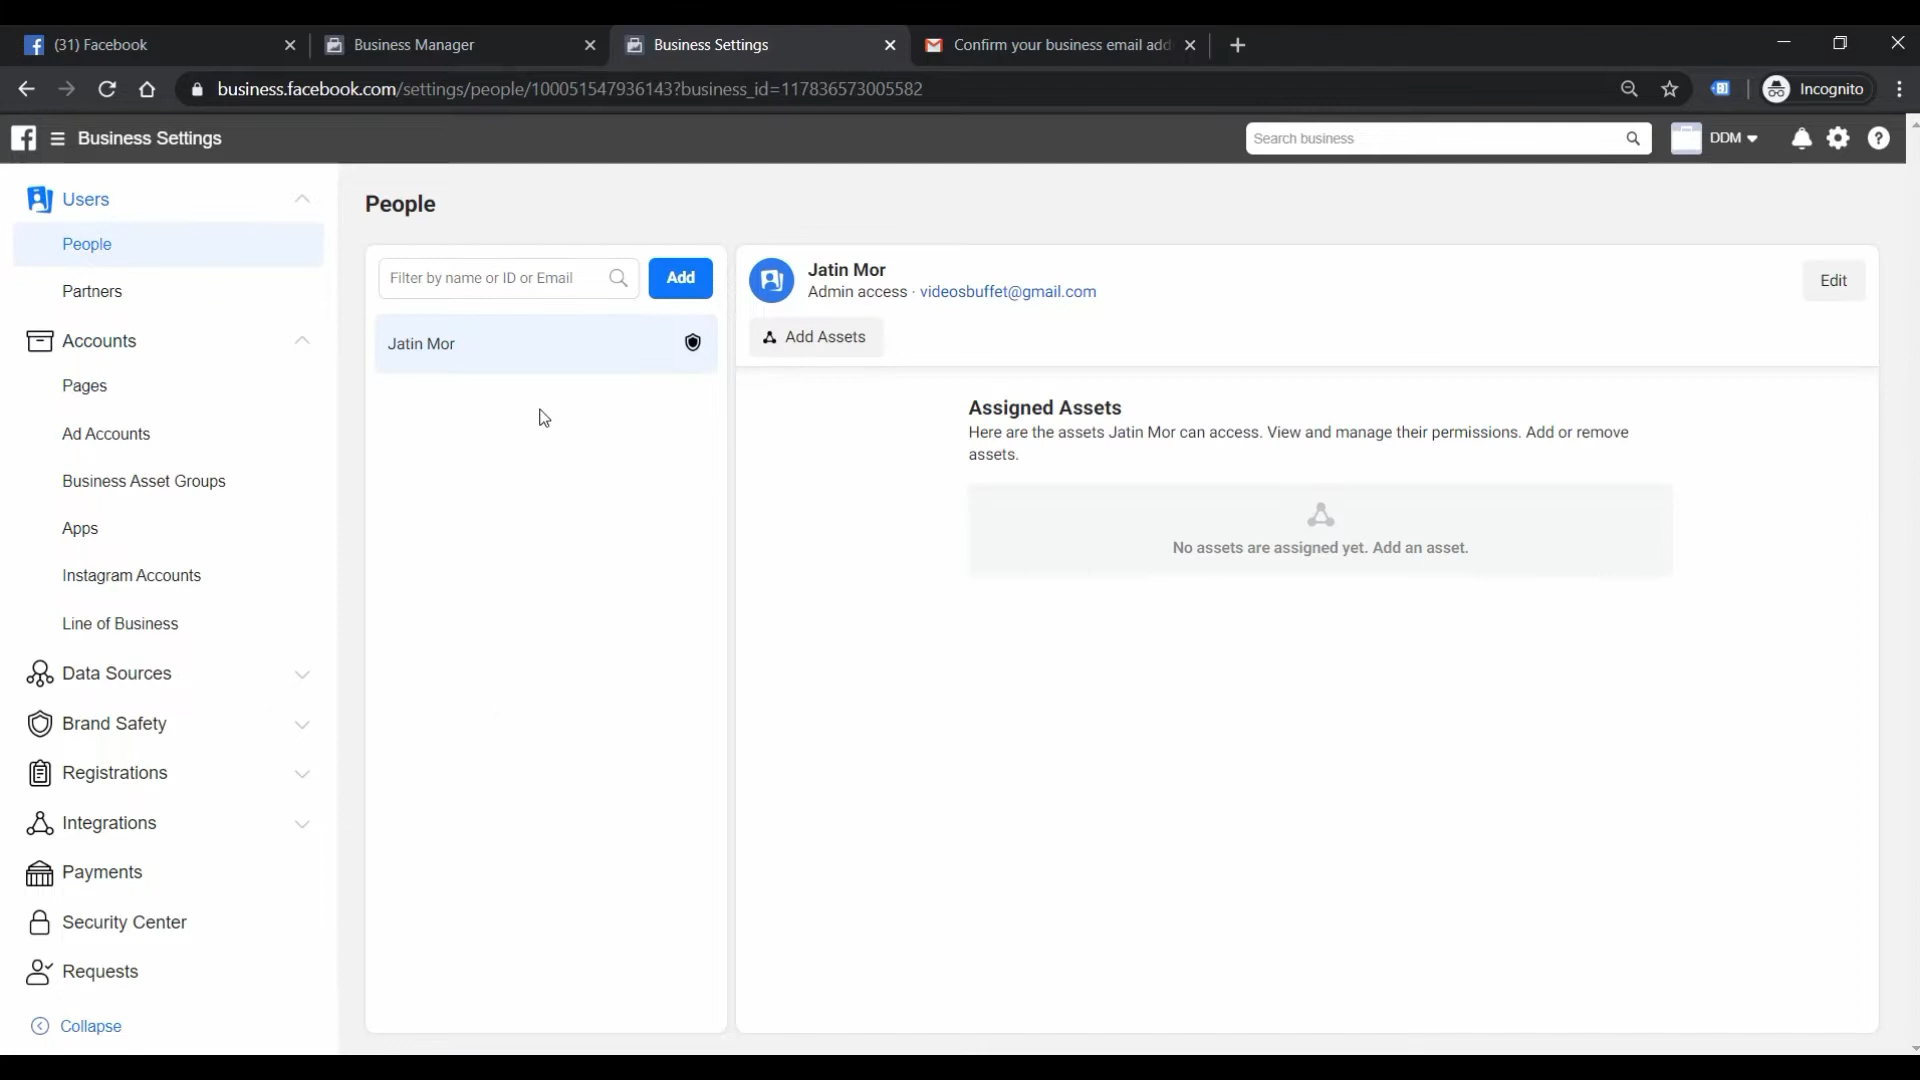 (31) Facebook
Business Manager
Business Settings
Confirm your business email add
business.facebook.com/settings/people/100051547936143?business_id=117836573005582
Incognito
Business Settings
Search business
DDM
Users
People
Partners
Accounts
Pages
Ad Accounts
Business Asset Groups
Apps
Instagram Accounts
Line of Business
Data Sources
Brand Safety
Registrations
Integrations
Payments
Security Center
Requests
Collapse
People
Filter by name or ID or Email
Add
Jatin Mor
Jatin Mor
Admin access · videosbuffet@gmail.com
Edit
Add Assets
Assigned Assets
Here are the assets Jatin Mor can access. View and manage their permissions. Add or remove
assets.
No assets are assigned yet. Add an asset.